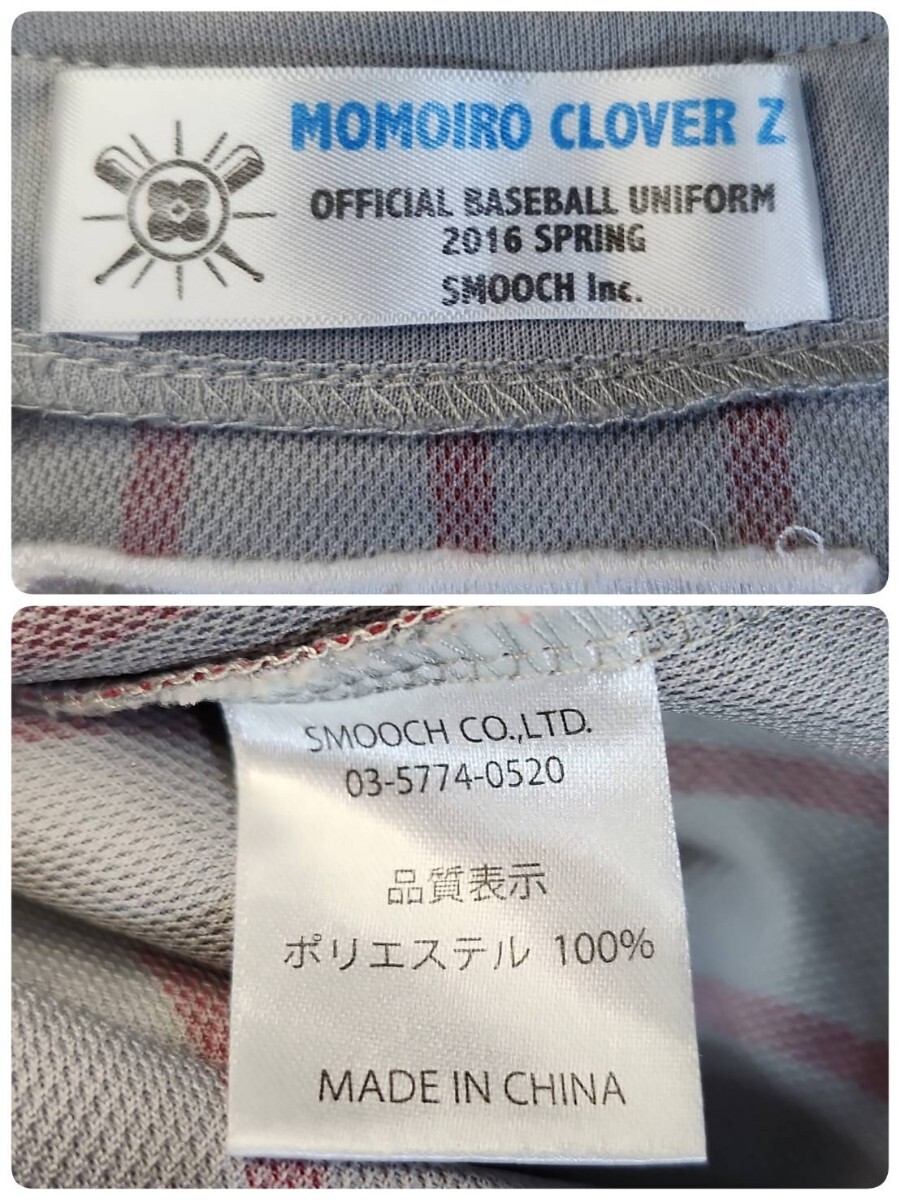 MOMOIRO CLOVER Z
OFFICIAL BASEBALL UNIFORM
2016 SPRING
SMOOCH Inc.
SMOOCH CO.,LTD.
03-5774-0520
品質表示
ポリエステル 100%
MADE IN CHINA